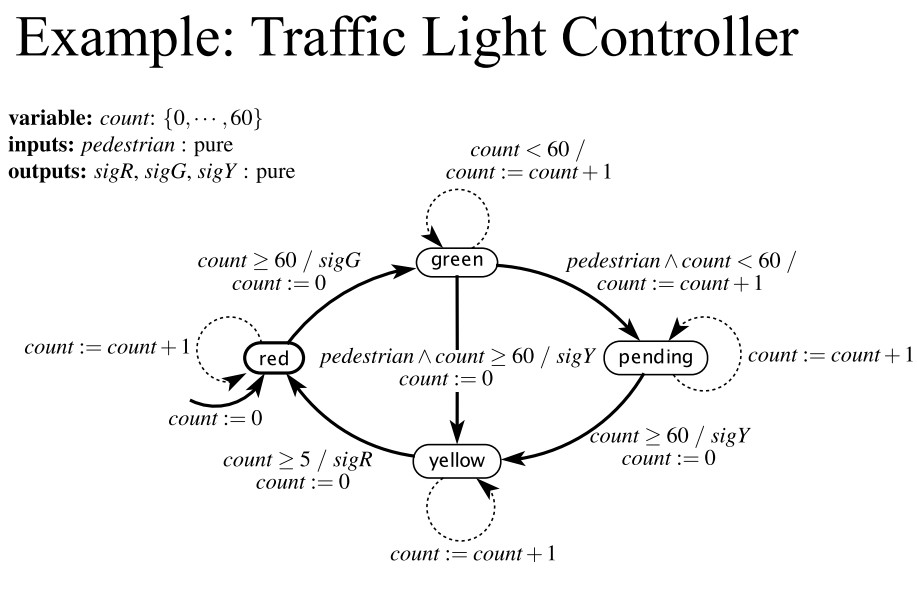 Example: Traffic Light Controller
variable: count: {0,⋯,60}
inputs: pedestrian : pure
outputs: sigR, sigG, sigY : pure
count < 60 /
count := count + 1
green
count ≥ 60 / sigG
count := 0
pedestrian ∧ count < 60 /
count := count + 1
count := count + 1
red
pedestrian ∧ count ≥ 60 / sigY
count := 0
pending
count := count + 1
count := 0
count ≥ 60 / sigY
count := 0
count ≥ 5 / sigR
count := 0
yellow
count := count + 1